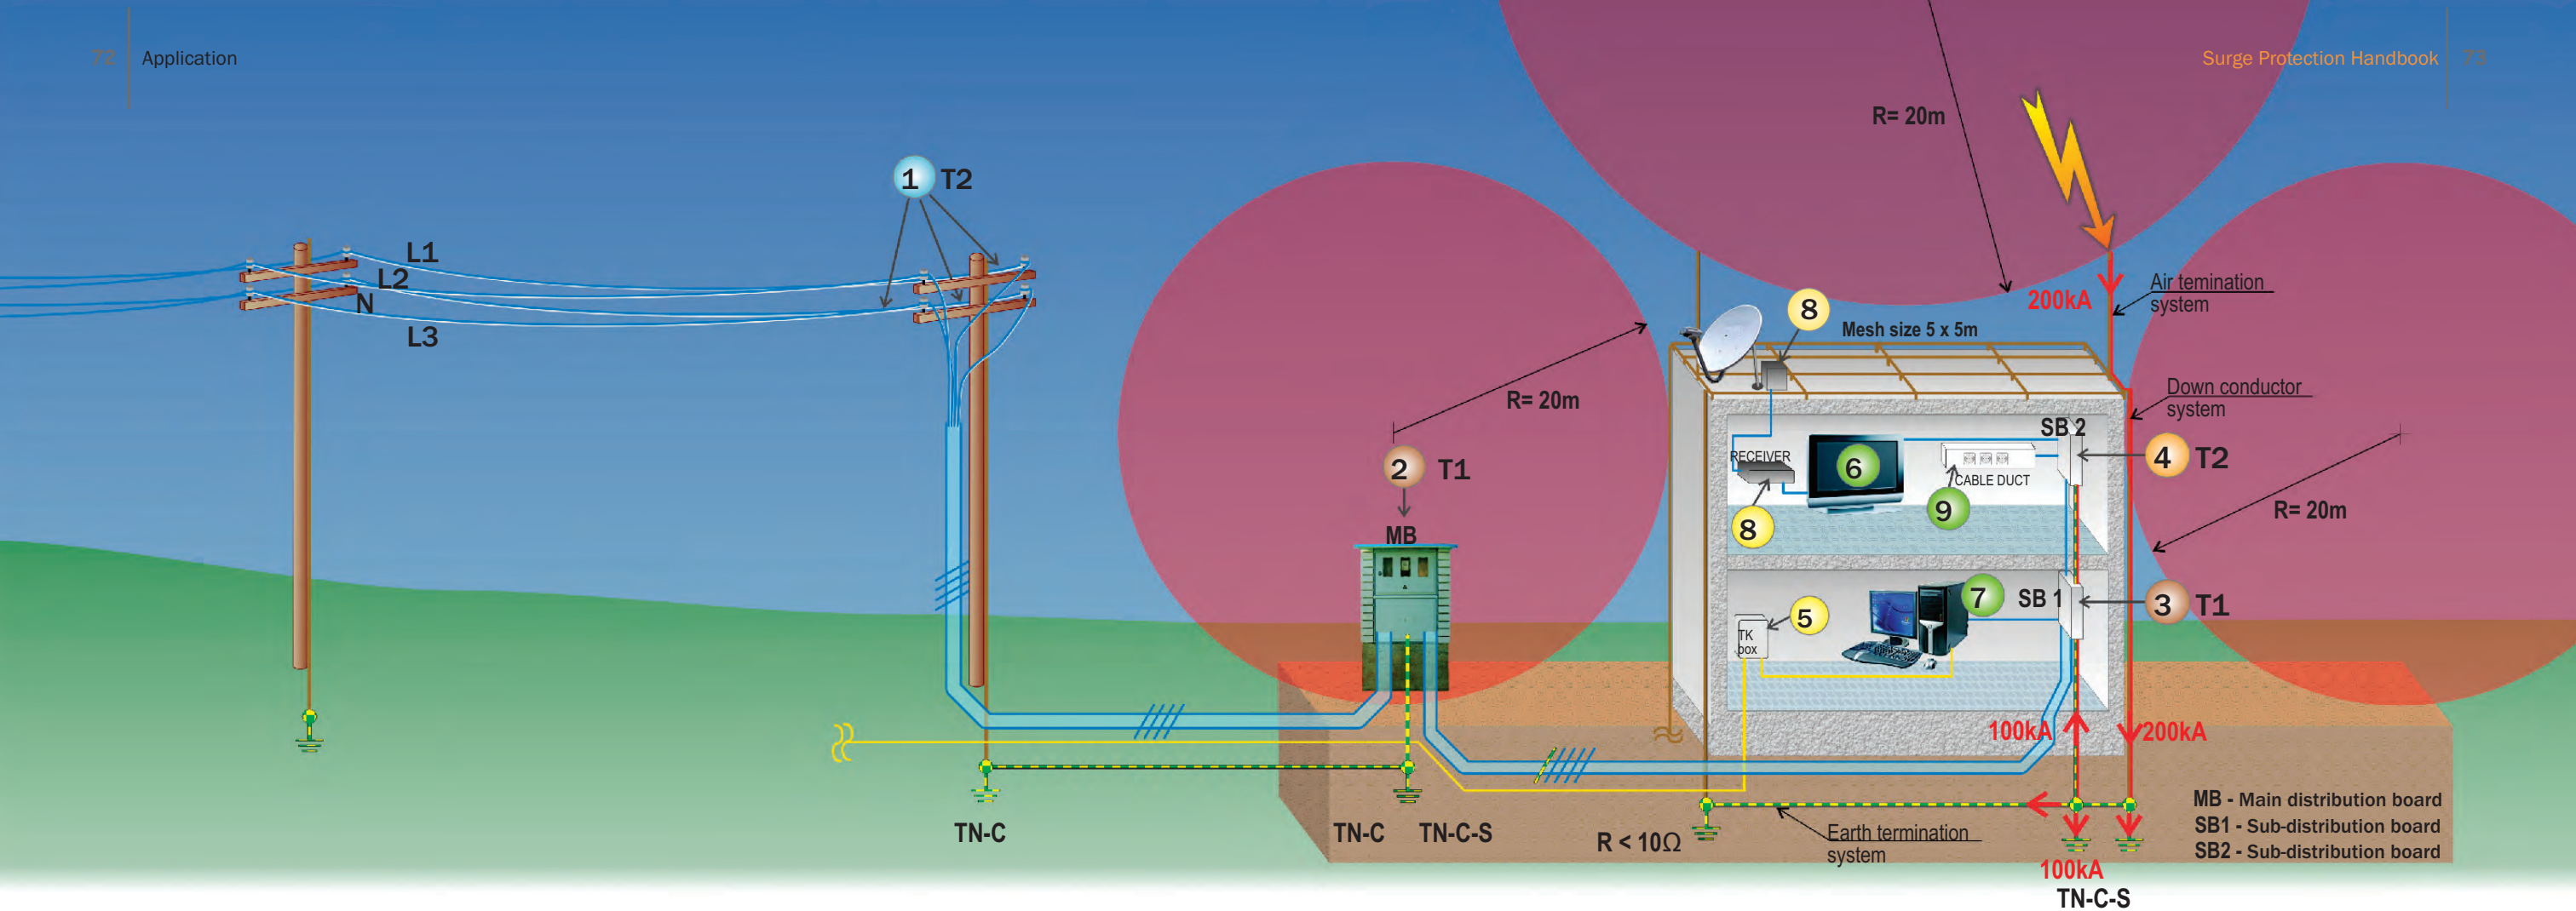 72
Application
Surge Protection Handbook
73
R= 20m
1 T2
L1
L2
N
L3
200kA
Air temination
system
8
Mesh size 5 x 5m
R= 20m
Down conductor
system
SB 2
2 T1
RECEIVER
6
4 T2
CABLE DUCT
9
8
R= 20m
MB
7
SB 1
3 T1
5
TK
box
100kA
200kA
MB - Main distribution board
SB1 - Sub-distribution board
SB2 - Sub-distribution board
TN-C
TN-C
TN-C-S
R < 10Ω
Earth termination
system
100kA
TN-C-S